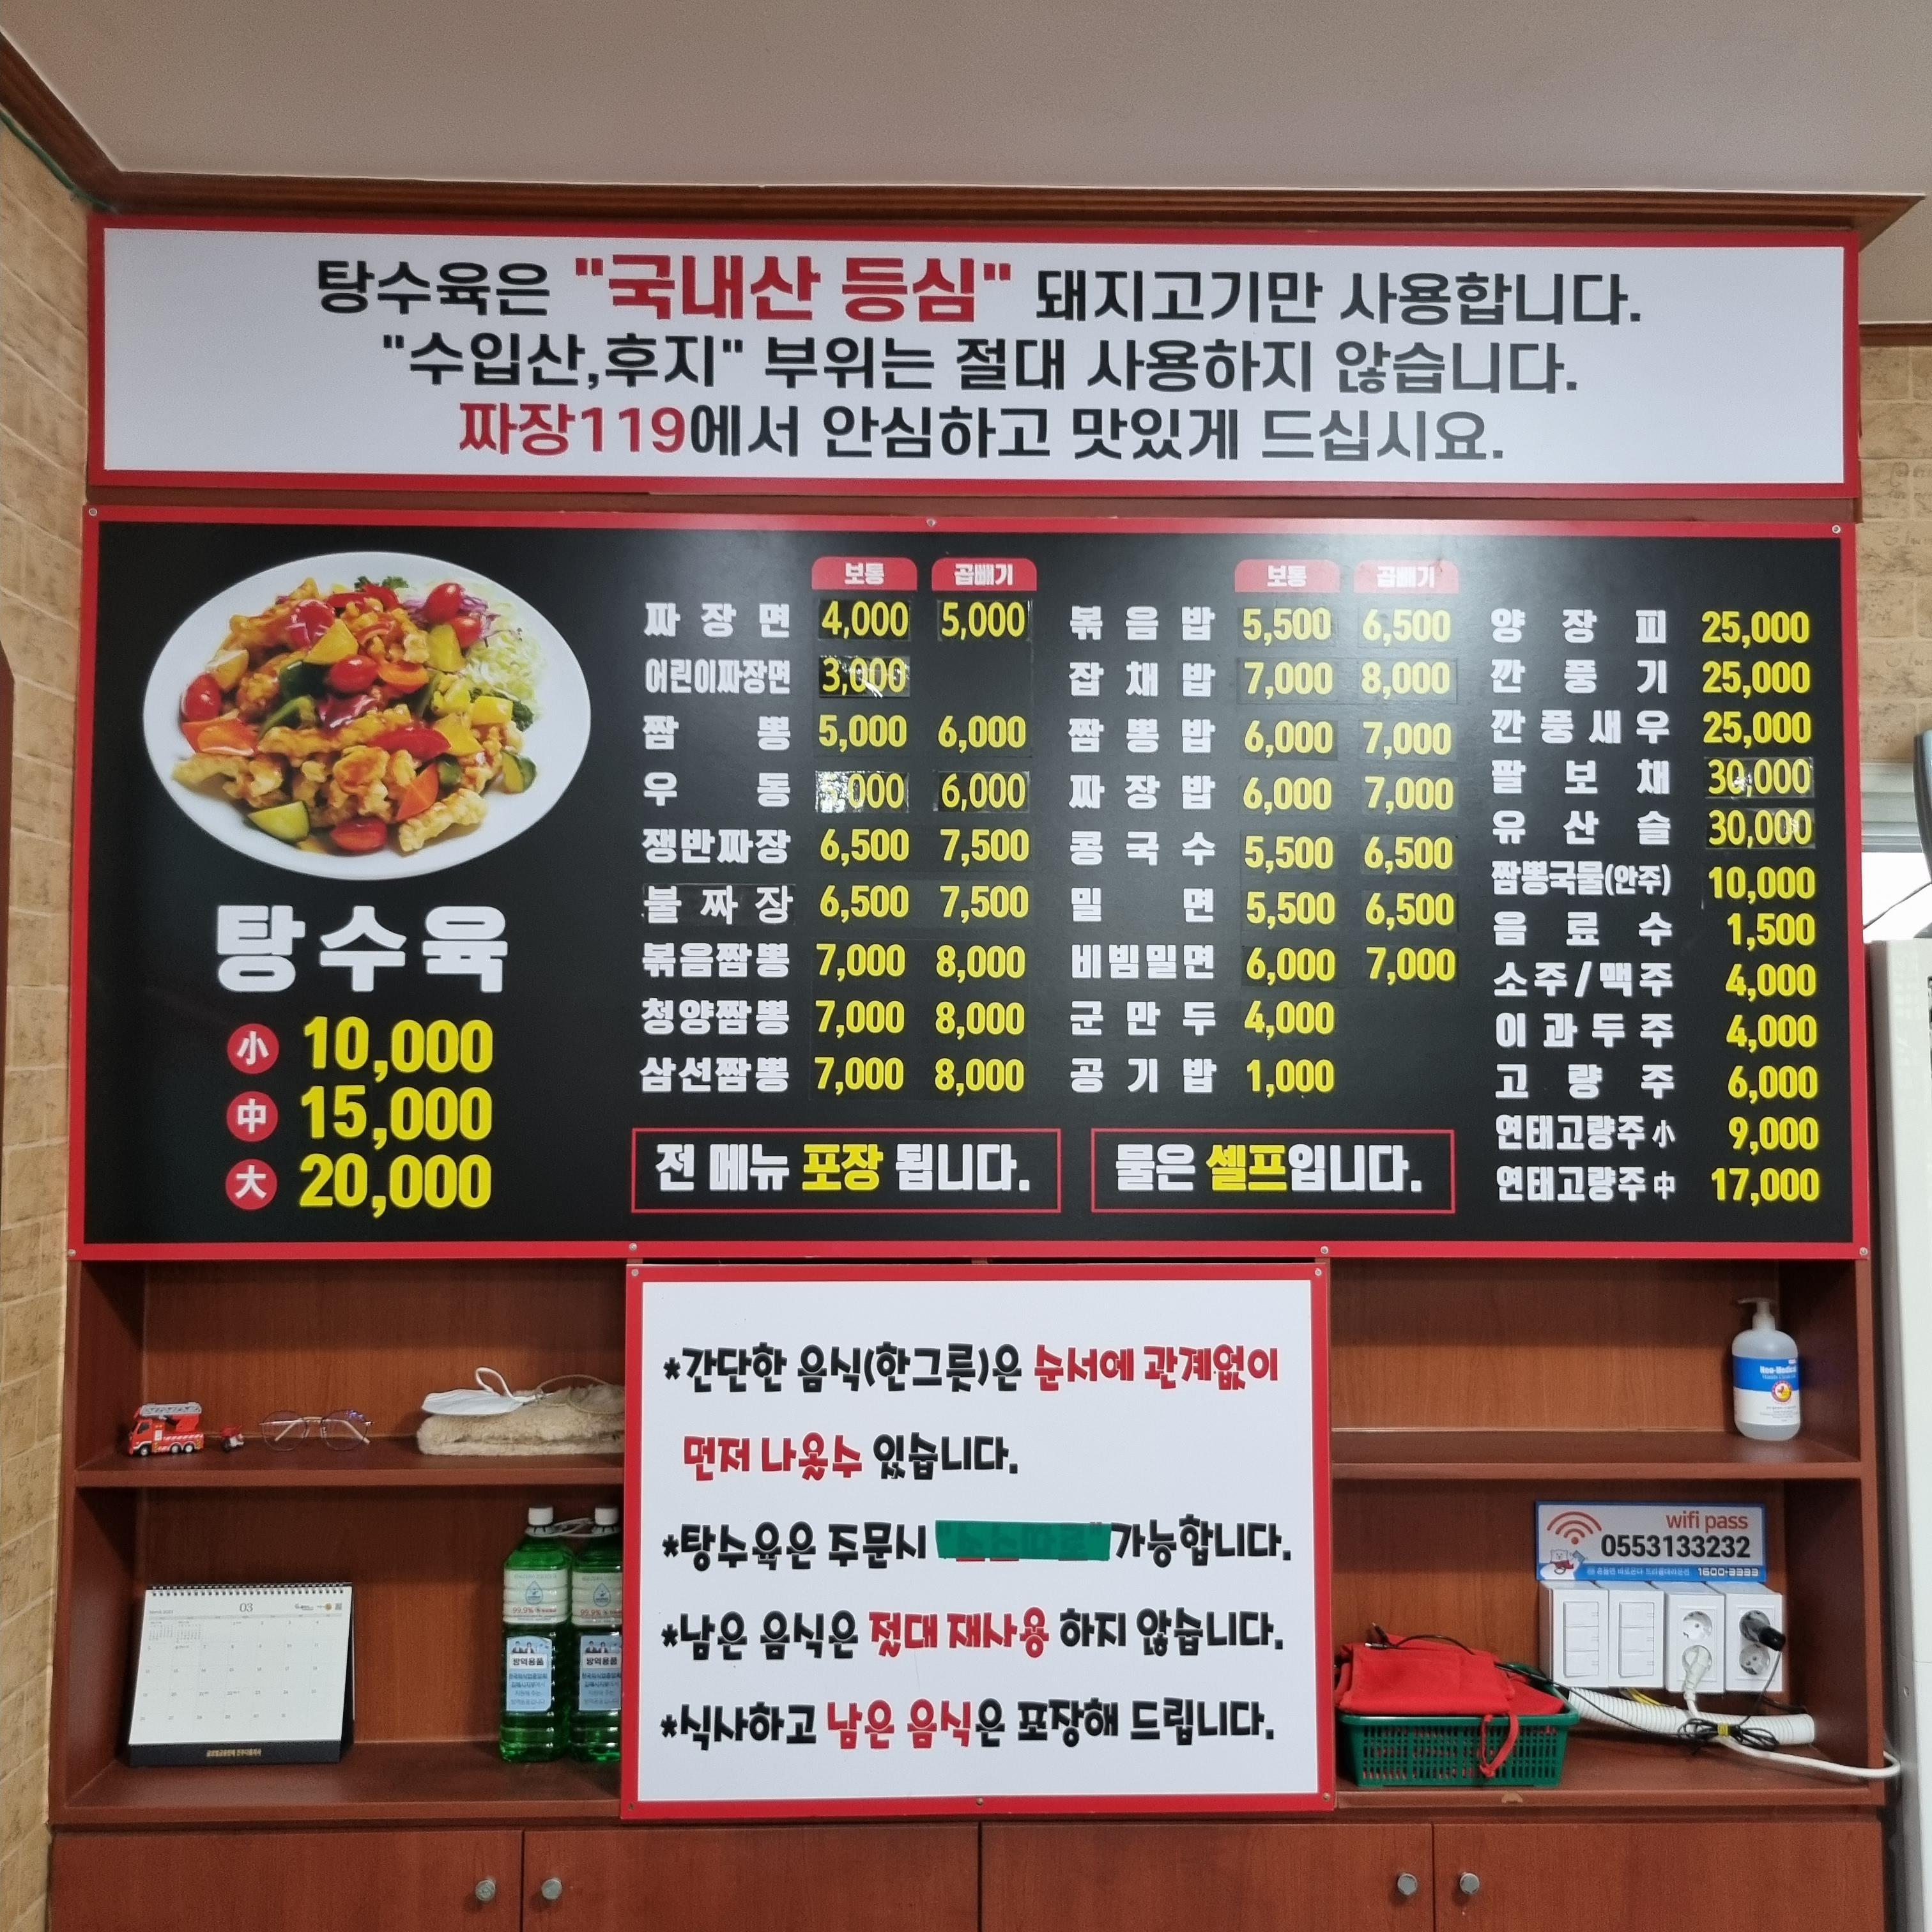 탕수육은 "국내산 등심" 돼지고기만 사용합니다.
"수입산,후지" 부위는 절대 사용하지 않습니다.
짜장119에서 안심하고 맛있게 드십시요.
탕수육
小 10,000
中 15,000
大 20,000
보통 곱빼기
짜장면 4,000 5,000
어린이짜장면 3,000
짬뽕 5,000 6,000
우동 5,000 6,000
쟁반짜장 6,500 7,500
불짜장 6,500 7,500
볶음짬뽕 7,000 8,000
청양짬뽕 7,000 8,000
삼선짬뽕 7,000 8,000
전 메뉴 포장 됩니다.
보통 곱빼기
볶음밥 5,500 6,500
잡채밥 7,000 8,000
짬뽕밥 6,000 7,000
짜장밥 6,000 7,000
콩국수 5,500 6,500
밀면 5,500 6,500
비빔밀면 6,000 7,000
군만두 4,000
공기밥 1,000
물은 셀프입니다.
양장피 25,000
깐풍기 25,000
깐풍새우 25,000
팔보채 30,000
유산슬 30,000
짬뽕국물(안주) 10,000
음료수 1,500
소주/맥주 4,000
이과두주 4,000
고량주 6,000
연태고량주 小 9,000
연태고량주 中 17,000
*간단한 음식(한그릇)은 순서에 관계없이
먼저 나올수 있습니다.
*탕수육은 주문시 가능합니다.
*남은 음식은 절대 재사용 하지 않습니다.
*식사하고 남은 음식은 포장해 드립니다.
wifi pass
0553133232
1600-3333
03
방역용품
방역용품
99.9%